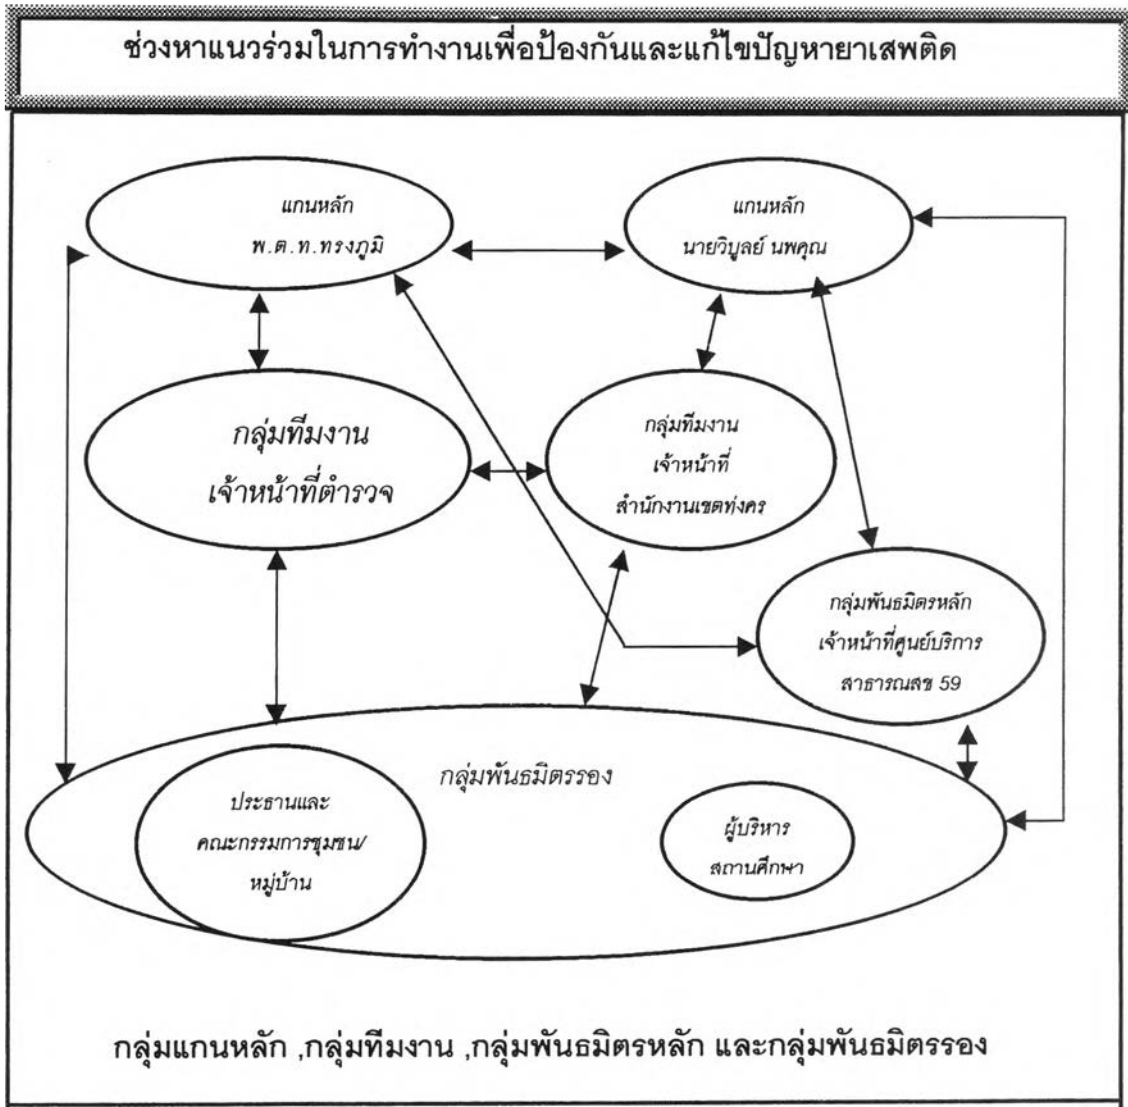 ช่วงหาแนวร่วมในการทำงานเพื่อป้องกันและแก้ไขปัญหายาเสพติด
แกนหลัก
พ.ต.ท.ทรงภูมิ
แกนหลัก
นายวิบูลย์ นพคุณ
กลุ่มทีมงาน
เจ้าหน้าที่ตำรวจ
กลุ่มทีมงาน
เจ้าหน้าที่
สำนักงานเขตทุ่งครุ
กลุ่มพันธมิตรหลัก
เจ้าหน้าที่ศูนย์บริการ
สาธารณสุข 59
กลุ่มพันธมิตรรอง
ประธานและ
คณะกรรมการชุมชน/
หมู่บ้าน
ผู้บริหาร
สถานศึกษา
กลุ่มแกนหลัก ,กลุ่มทีมงาน ,กลุ่มพันธมิตรหลัก และกลุ่มพันธมิตรรอง